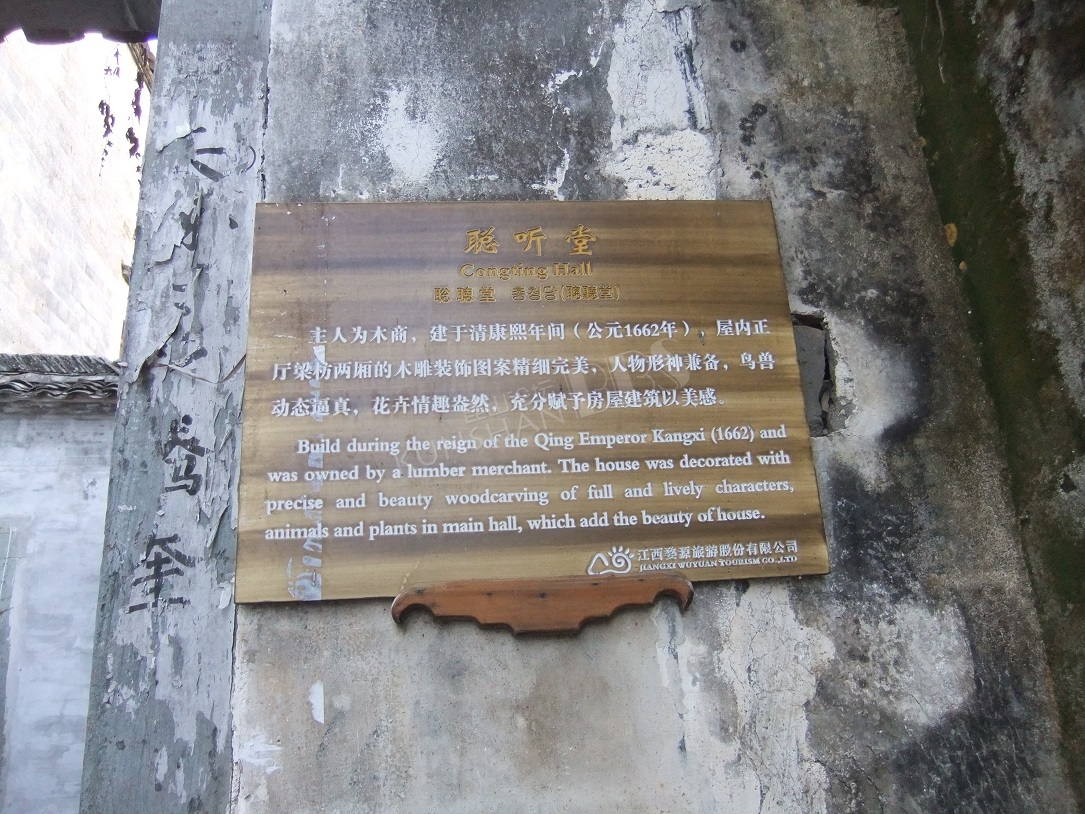 聪听堂
Congting Hall
聡聴堂 총청당(聰聽堂)
主人为木商，建于清康熙年间（公元1662年），屋内正
厅梁枋两厢的木雕装饰图案精细完美，人物形神兼备，鸟兽
动态逼真，花卉情趣盎然，充分赋予房屋建筑以美感。
Build during the reign of the Qing Emperor Kangxi (1662) and
was owned by a lumber merchant. The house was decorated with
precise and beauty woodcarving of full and lively characters,
animals and plants in main hall, which add the beauty of house.
江西婺源旅游股份有限公司
JIANGXI WUYUAN TOURISM CO.,LTD